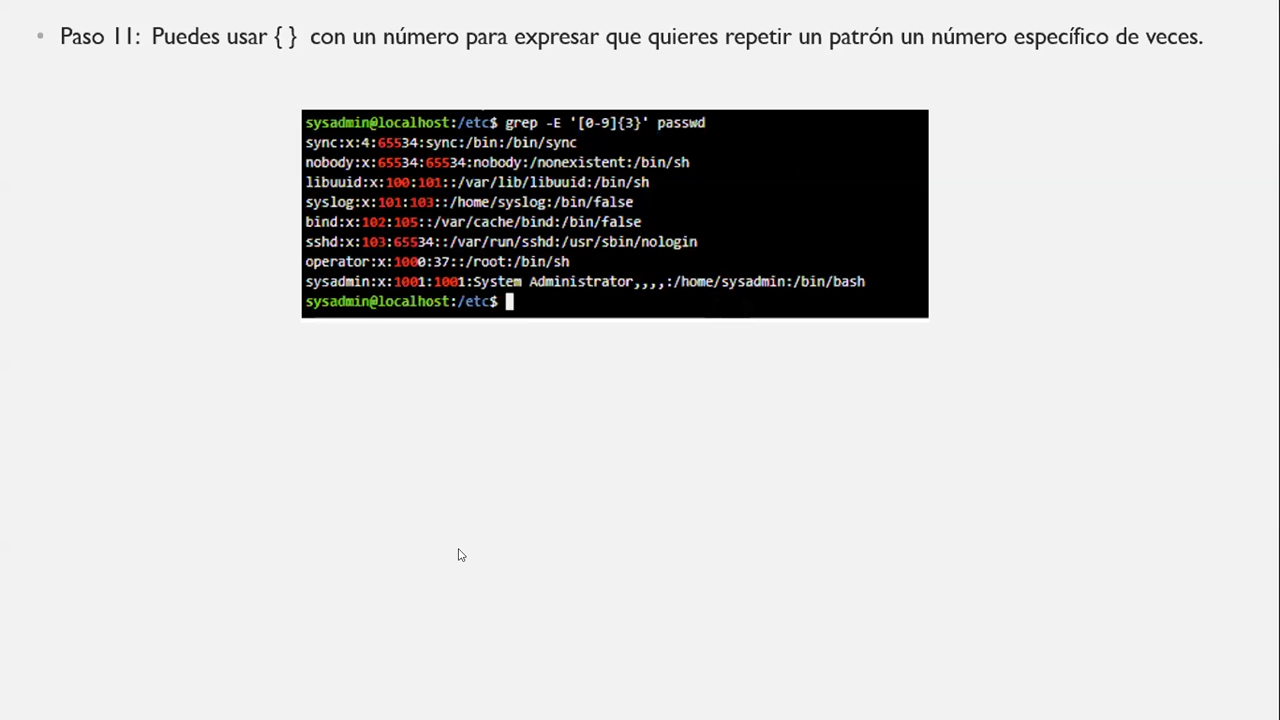 • Paso 11: Puedes usar { } con un número para expresar que quieres repetir un patrón un número específico de veces.
sysadmin@localhost:/etc$ grep -E '[0-9]{3}' passwd
sync:x:4:65534:sync:/bin:/bin/sync
nobody:x:65534:65534:nobody:/nonexistent:/bin/sh
libuuid:x:100:101::/var/lib/libuuid:/bin/sh
syslog:x:101:103::/home/syslog:/bin/false
bind:x:102:105::/var/cache/bind:/bin/false
sshd:x:103:65534::/var/run/sshd:/usr/sbin/nologin
operator:x:1000:37::/root:/bin/sh
sysadmin:x:1001:1001:System Administrator,,,,:/home/sysadmin:/bin/bash
sysadmin@localhost:/etc$